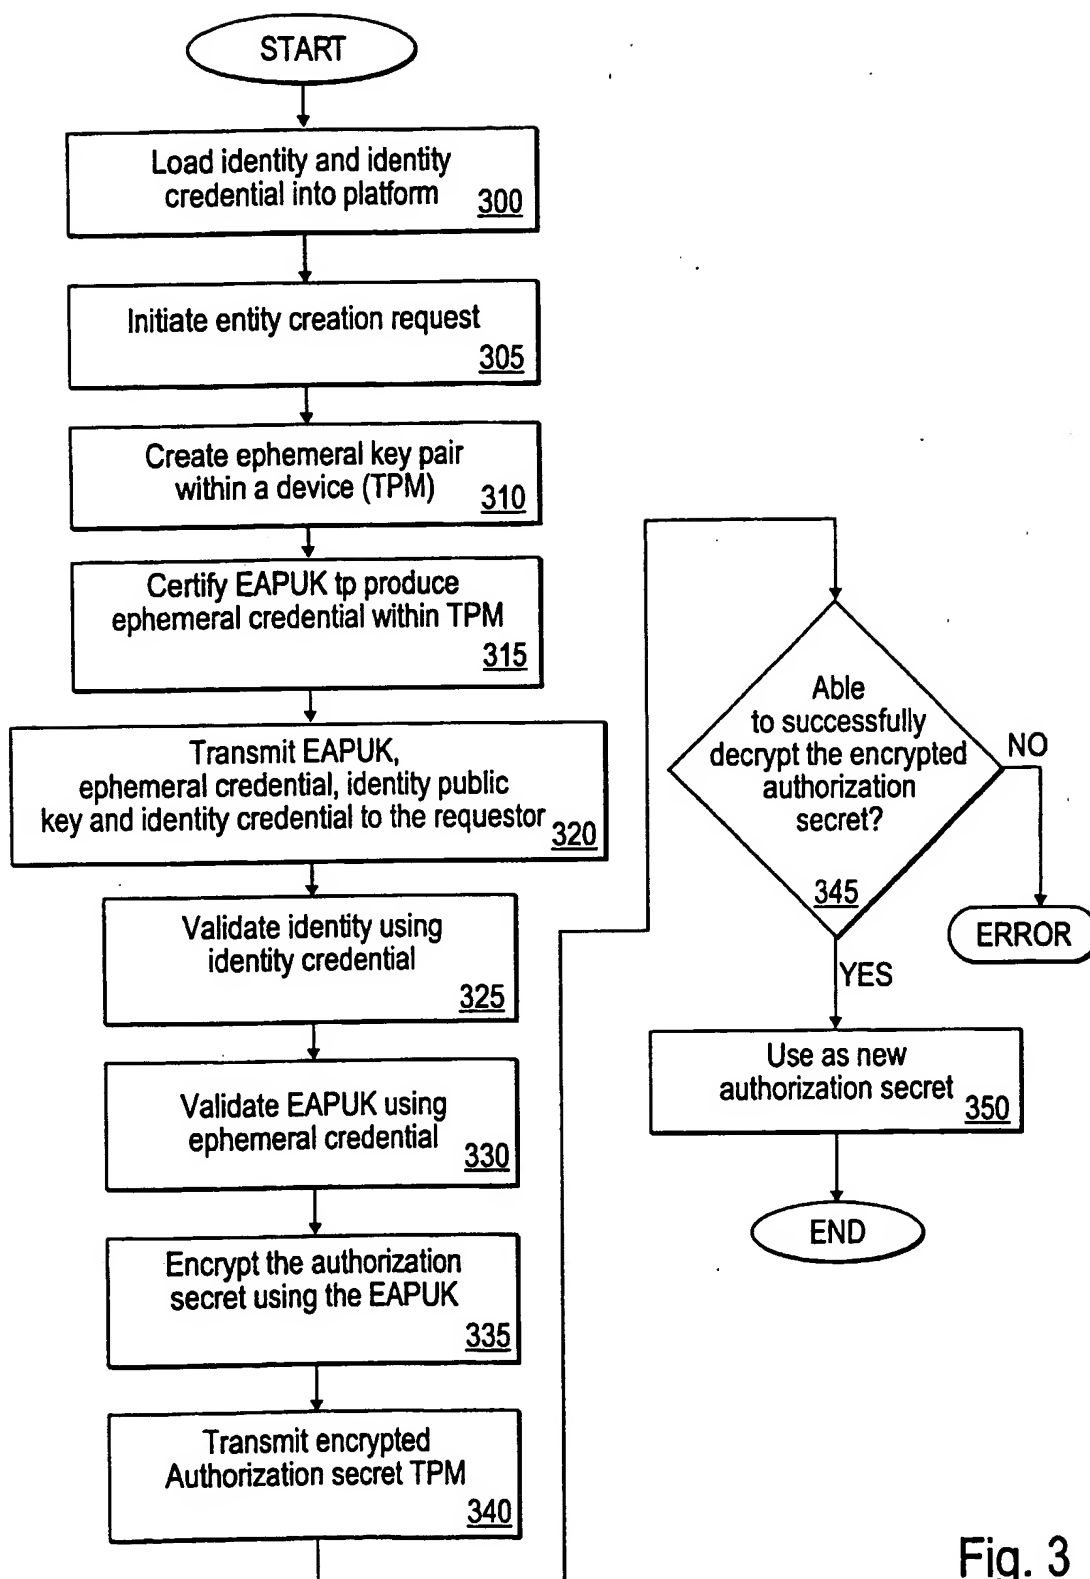 START
Load identity and identity
credential into platform
300
Initiate entity creation request
305
Create ephemeral key pair
within a device (TPM)
310
Certify EAPUK tp produce
ephemeral credential within TPM
315
Transmit EAPUK,
ephemeral credential, identity public
key and identity credential to the requestor
320
Validate identity using
identity credential
325
Validate EAPUK using
ephemeral credential
330
Encrypt the authorization
secret using the EAPUK
335
Transmit encrypted
Authorization secret TPM
340
Able
to successfully
decrypt the encrypted
authorization
secret?
345
NO
ERROR
YES
Use as new
authorization secret
350
END
Fig. 3